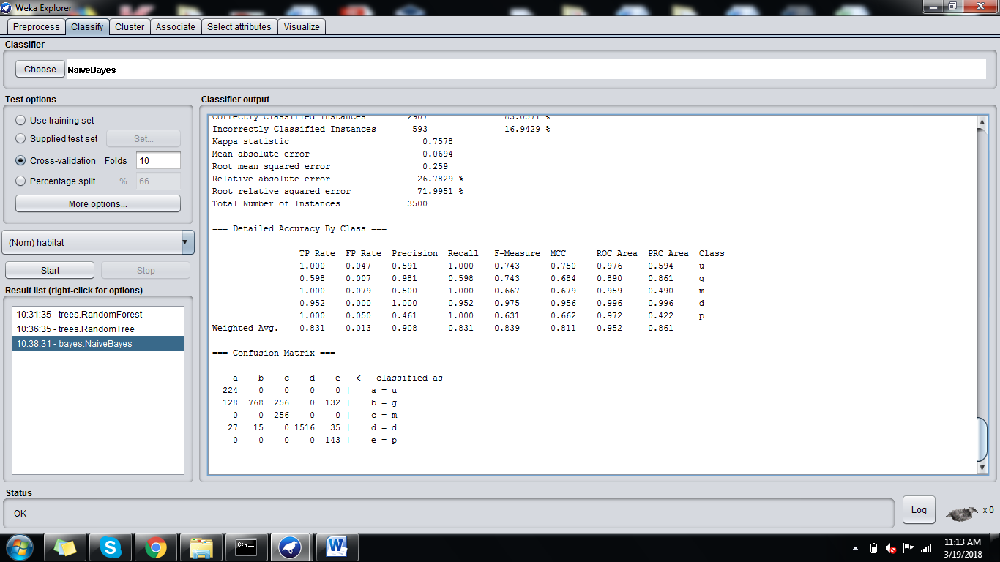 Weka Explorer
Preprocess Classify Cluster Associate Select attributes Visualize
Classifier
Choose NaiveBayes
Test options
Use training set
Supplied test set Set...
Cross-validation Folds 10
Percentage split % 66
More options...
(Nom) habitat
Start Stop
Result list (right-click for options)
10:31:35 - trees.RandomForest
10:36:35 - trees.RandomTree
10:38:31 - bayes.NaiveBayes
Classifier output
Correctly Classified Instances 2907 83.0571 %
Incorrectly Classified Instances 593 16.9429 %
Kappa statistic 0.7578
Mean absolute error 0.0694
Root mean squared error 0.259
Relative absolute error 26.7829 %
Root relative squared error 71.9951 %
Total Number of Instances 3500
=== Detailed Accuracy By Class ===
TP Rate FP Rate Precision Recall F-Measure MCC ROC Area PRC Area Class
1.000 0.047 0.591 1.000 0.743 0.750 0.976 0.594 u
0.598 0.007 0.981 0.598 0.743 0.684 0.890 0.861 g
1.000 0.079 0.500 1.000 0.667 0.679 0.959 0.490 m
0.952 0.000 1.000 0.952 0.975 0.956 0.996 0.996 d
1.000 0.050 0.461 1.000 0.631 0.662 0.972 0.422 p
Weighted Avg. 0.831 0.013 0.908 0.831 0.839 0.811 0.952 0.861
=== Confusion Matrix ===
a b c d e <-- classified as
224 0 0 0 0 | a = u
128 768 256 0 132 | b = g
0 0 256 0 0 | c = m
27 15 0 1516 35 | d = d
0 0 0 0 143 | e = p
Status
OK
Log x 0
11:13 AM
3/19/2018